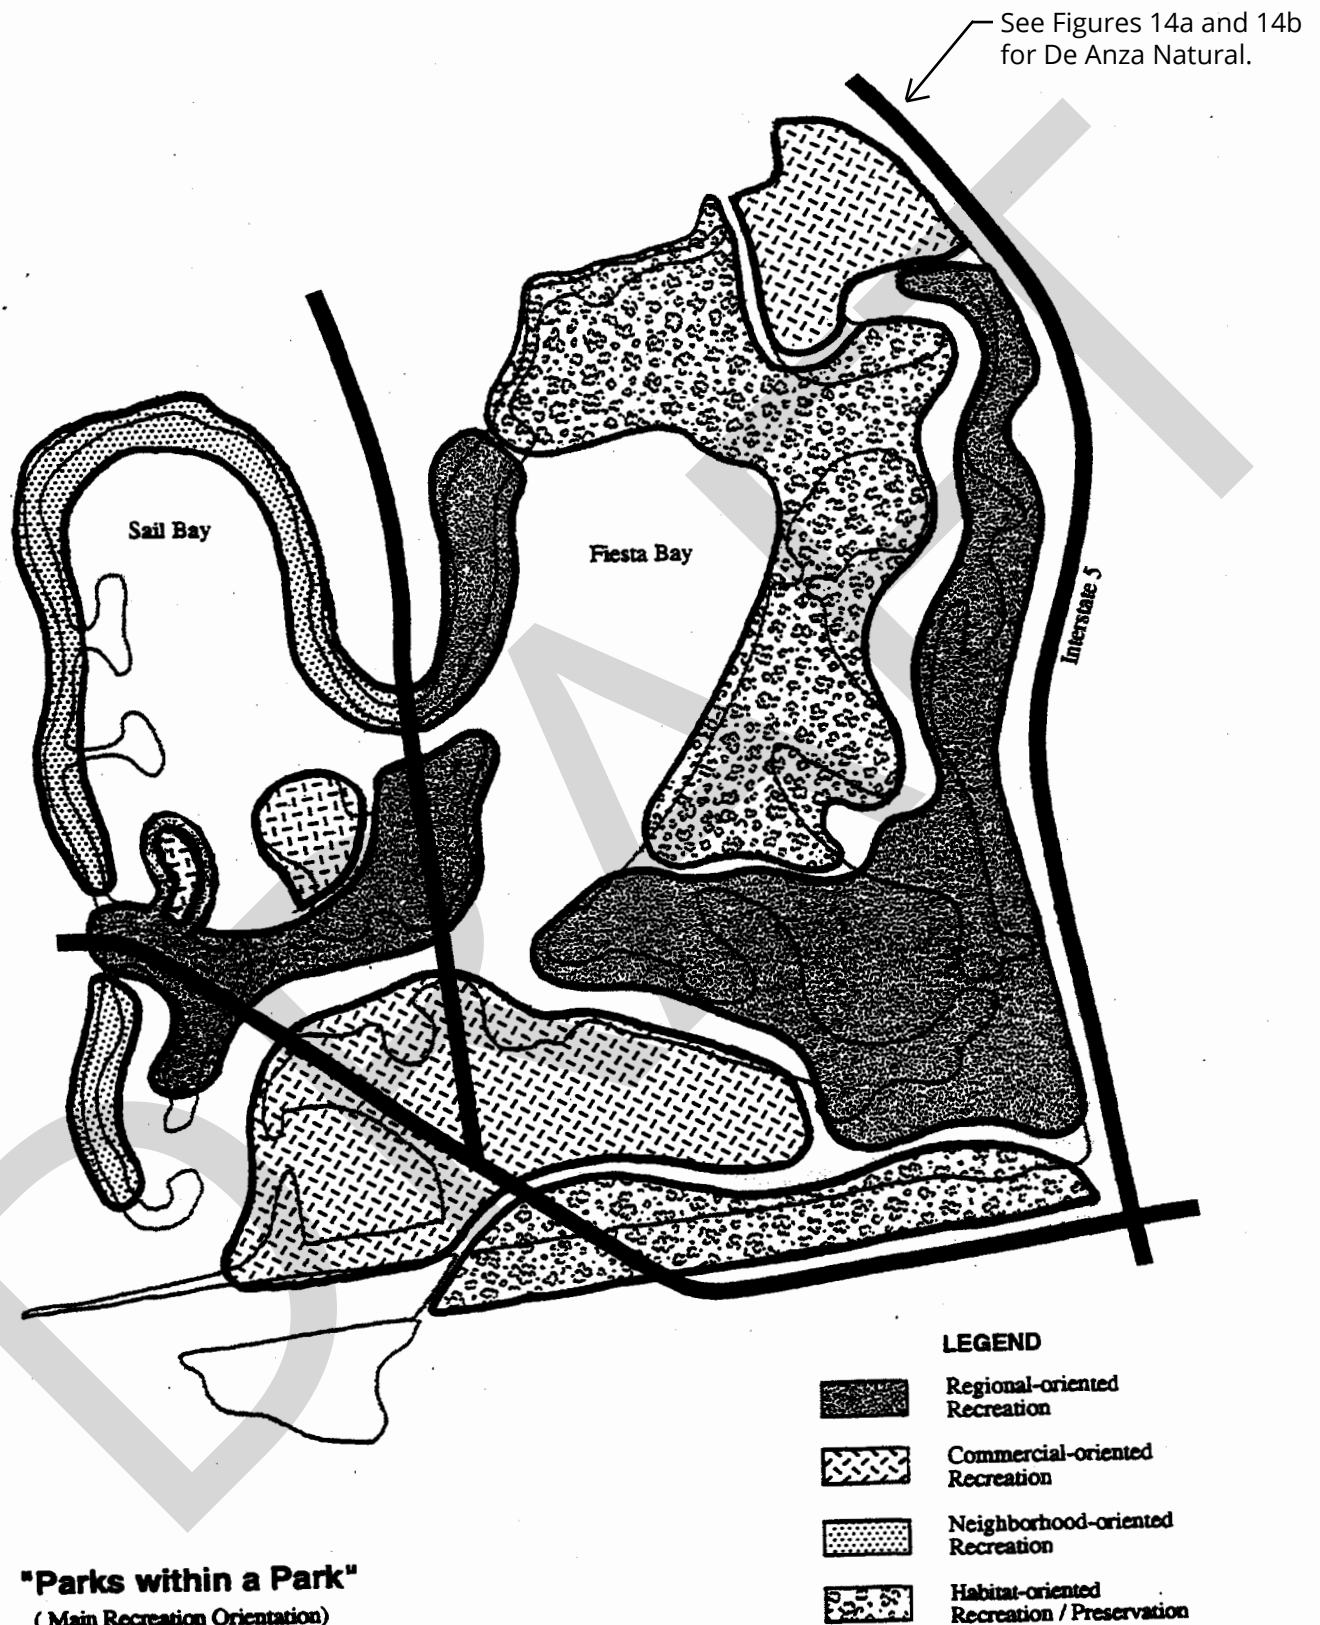 See Figures 14a and 14b
for De Anza Natural.
Sail Bay
Fiesta Bay
Interstate 5
DRAFT
LEGEND
Regional-oriented
Recreation
Commercial-oriented
Recreation
Neighborhood-oriented
Recreation
Habitat-oriented
Recreation / Preservation
"Parks within a Park"
( Main Recreation Orientation)